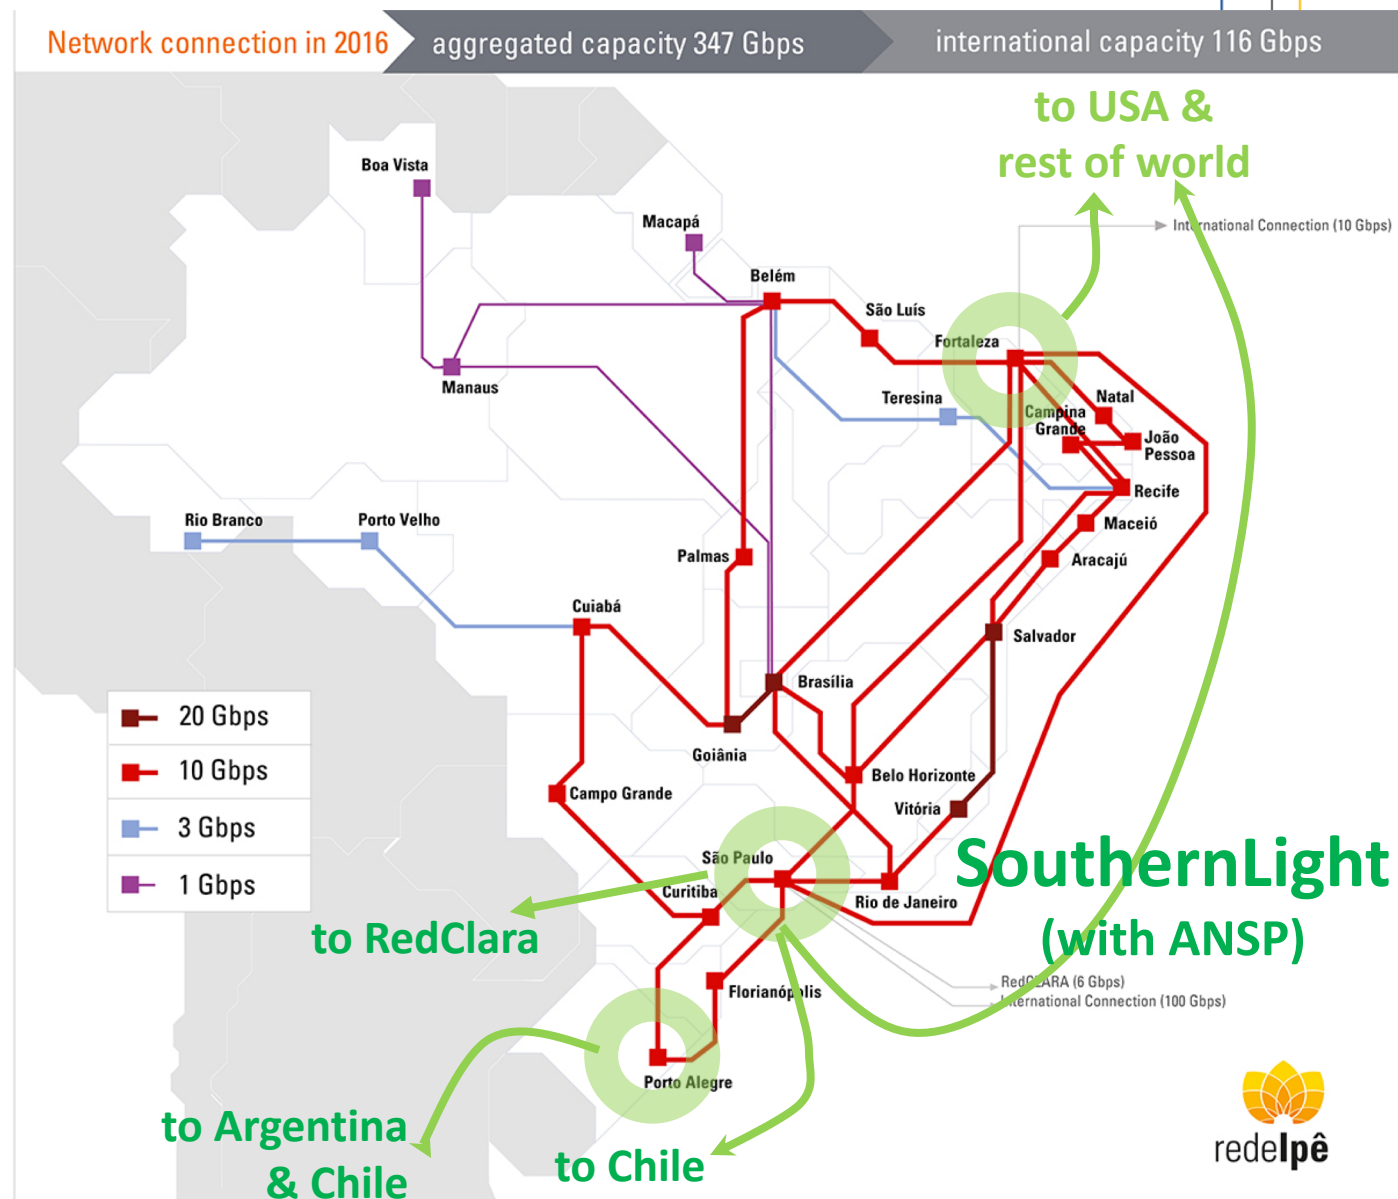 Network connection in 2016
aggregated capacity 347 Gbps
international capacity 116 Gbps
to USA &
rest of world
International Connection (10 Gbps)
Boa Vista
Macapá
Belém
São Luís
Fortaleza
Manaus
Teresina
Natal
Campina
Grande
João
Pessoa
Recife
Rio Branco
Porto Velho
Maceió
Palmas
Aracajú
Cuiabá
Salvador
Brasília
20 Gbps
10 Gbps
3 Gbps
1 Gbps
Goiânia
Belo Horizonte
Campo Grande
Vitória
São Paulo
SouthernLight
(with ANSP)
Curitiba
Rio de Janeiro
to RedClara
RedCLARA (6 Gbps)
International Connection (100 Gbps)
Florianópolis
Porto Alegre
to Argentina
& Chile
to Chile
redeIpê